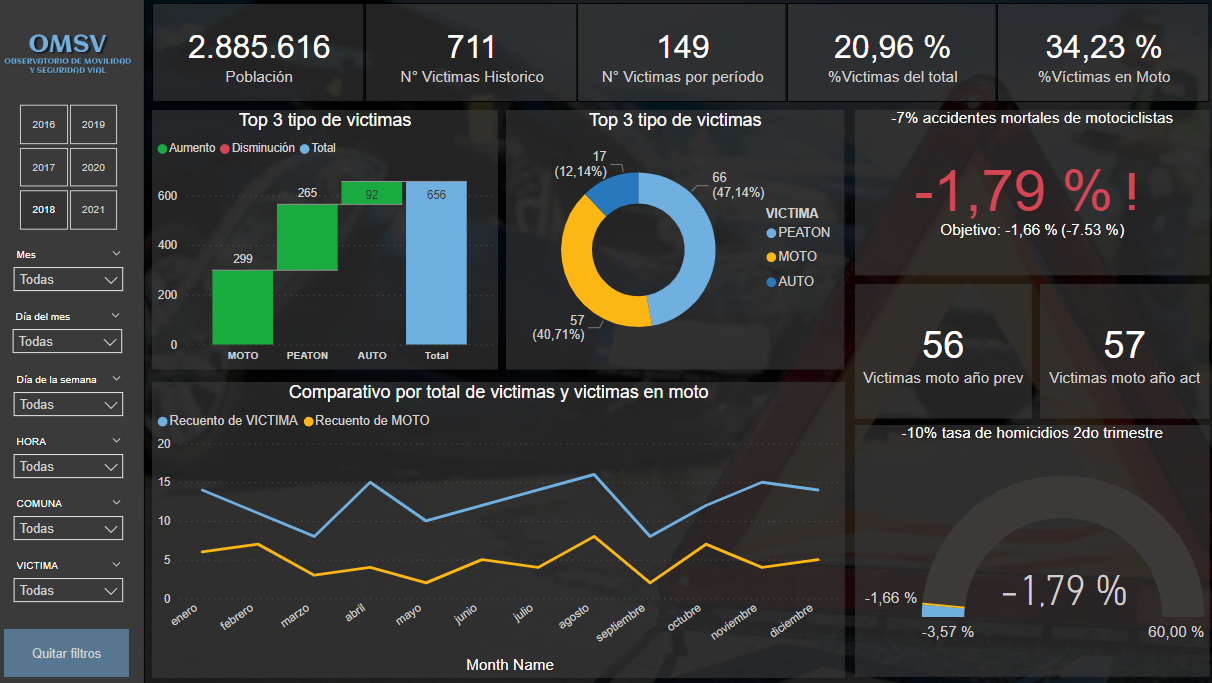 OMSV
OBSERVATORIO DE MOVILIDAD
Y SEGURIDAD VIAL
2016
2019
2017
2020
2018
2021
Mes
Todas
Día del mes
Todas
Día de la semana
Todas
HORA
Todas
COMUNA
Todas
VICTIMA
Todas
Quitar filtros
2.885.616
Población
711
N° Victimas Historico
149
N° Victimas por período
20,96 %
%Victimas del total
34,23 %
%Víctimas en Moto
Top 3 tipo de victimas
Aumento Disminución Total
600
400
200
0
299
265
92
656
MOTO
PEATON
AUTO
Total
Top 3 tipo de victimas
17
(12,14%)
66
(47,14%)
57
(40,71%)
VICTIMA
PEATON
MOTO
AUTO
-7% accidentes mortales de motociclistas
-1,79 % !
Objetivo: -1,66 % (-7.53 %)
56
Victimas moto año prev
57
Victimas moto año act
Comparativo por total de victimas y victimas en moto
Recuento de VICTIMA Recuento de MOTO
20
15
10
5
0
enero
febrero
marzo
abril
mayo
junio
julio
agosto
septiembre
octubre
noviembre
diciembre
Month Name
-10% tasa de homicidios 2do trimestre
-1,66 %
-1,79 %
-3,57 %
60,00 %